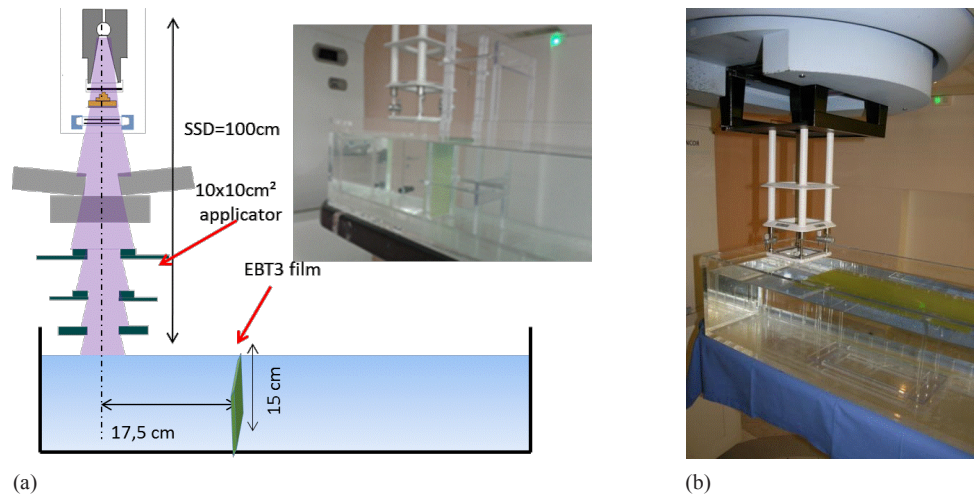 SSD=100cm
10x10cm²
applicator
EBT3 film
15 cm
17,5 cm
(a)
(b)